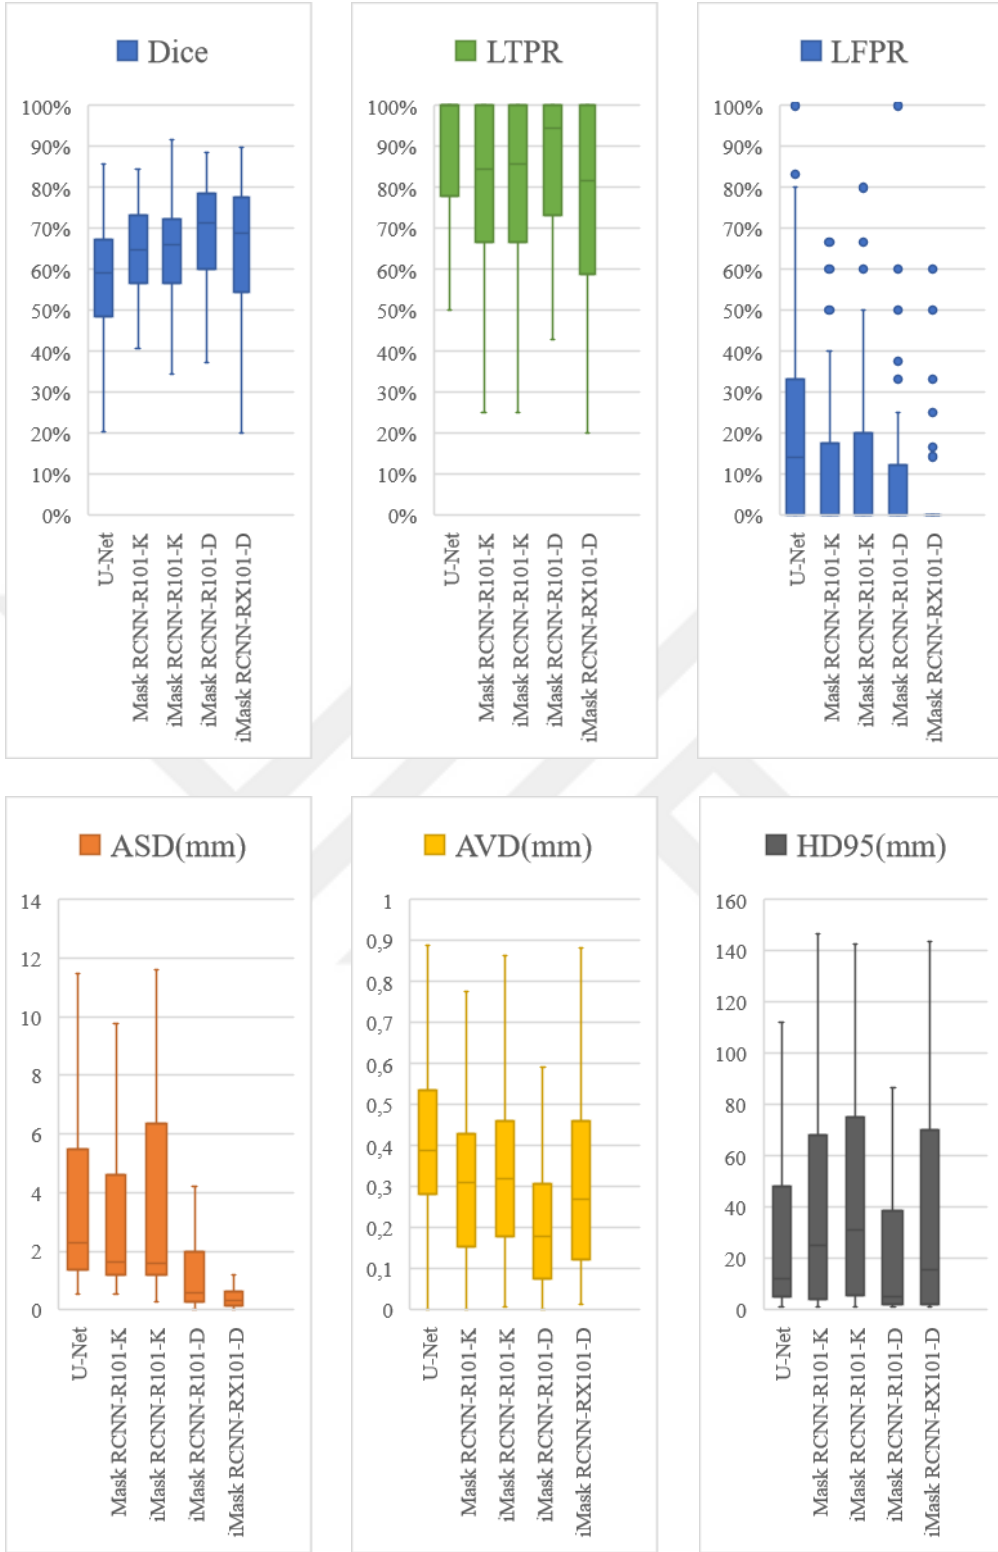 Dice
100%
90%
80%
70%
60%
50%
40%
30%
20%
10%
0%
U-Net
Mask RCNN-R101-K
iMask RCNN-R101-K
iMask RCNN-R101-D
iMask RCNN-RX101-D
LTPR
100%
90%
80%
70%
60%
50%
40%
30%
20%
10%
0%
U-Net
Mask RCNN-R101-K
iMask RCNN-R101-K
iMask RCNN-R101-D
iMask RCNN-RX101-D
LFPR
100%
90%
80%
70%
60%
50%
40%
30%
20%
10%
0%
U-Net
Mask RCNN-R101-K
iMask RCNN-R101-K
iMask RCNN-R101-D
iMask RCNN-RX101-D
ASD(mm)
14
12
10
8
6
4
2
0
U-Net
Mask RCNN-R101-K
iMask RCNN-R101-K
iMask RCNN-R101-D
iMask RCNN-RX101-D
AVD(mm)
1
0,9
0,8
0,7
0,6
0,5
0,4
0,3
0,2
0,1
0
U-Net
Mask RCNN-R101-K
iMask RCNN-R101-K
iMask RCNN-R101-D
iMask RCNN-RX101-D
HD95(mm)
160
140
120
100
80
60
40
20
0
U-Net
Mask RCNN-R101-K
iMask RCNN-R101-K
iMask RCNN-R101-D
iMask RCNN-RX101-D